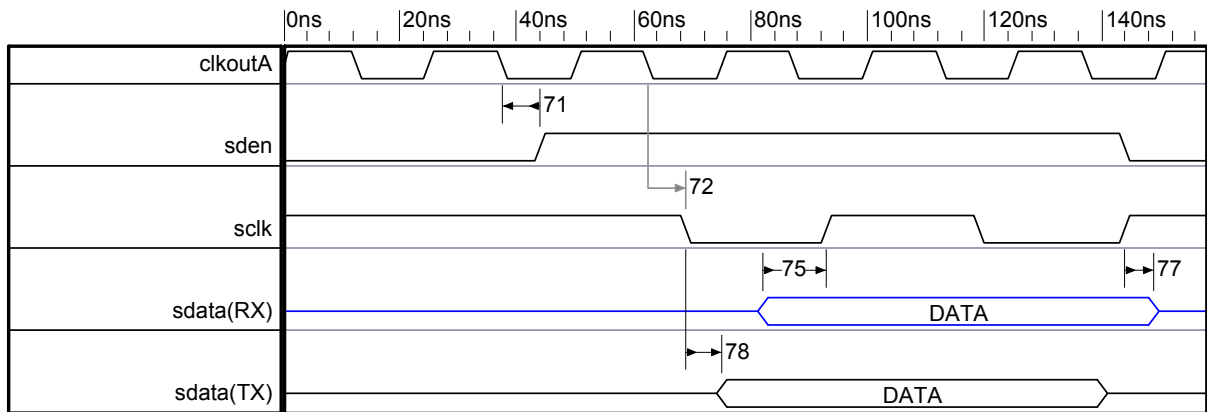 0ns 20ns 40ns 60ns 80ns 100ns 120ns 140ns
clkoutA
71
sden
72
sclk
75 77
sdata(RX) DATA
78
sdata(TX) DATA